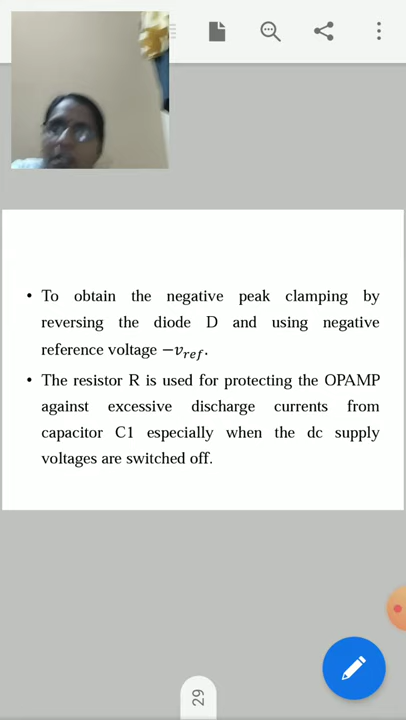 • To obtain the negative peak clamping by
reversing the diode D and using negative
reference voltage −v_ref.
• The resistor R is used for protecting the OPAMP
against excessive discharge currents from
capacitor C1 especially when the dc supply
voltages are switched off.
29